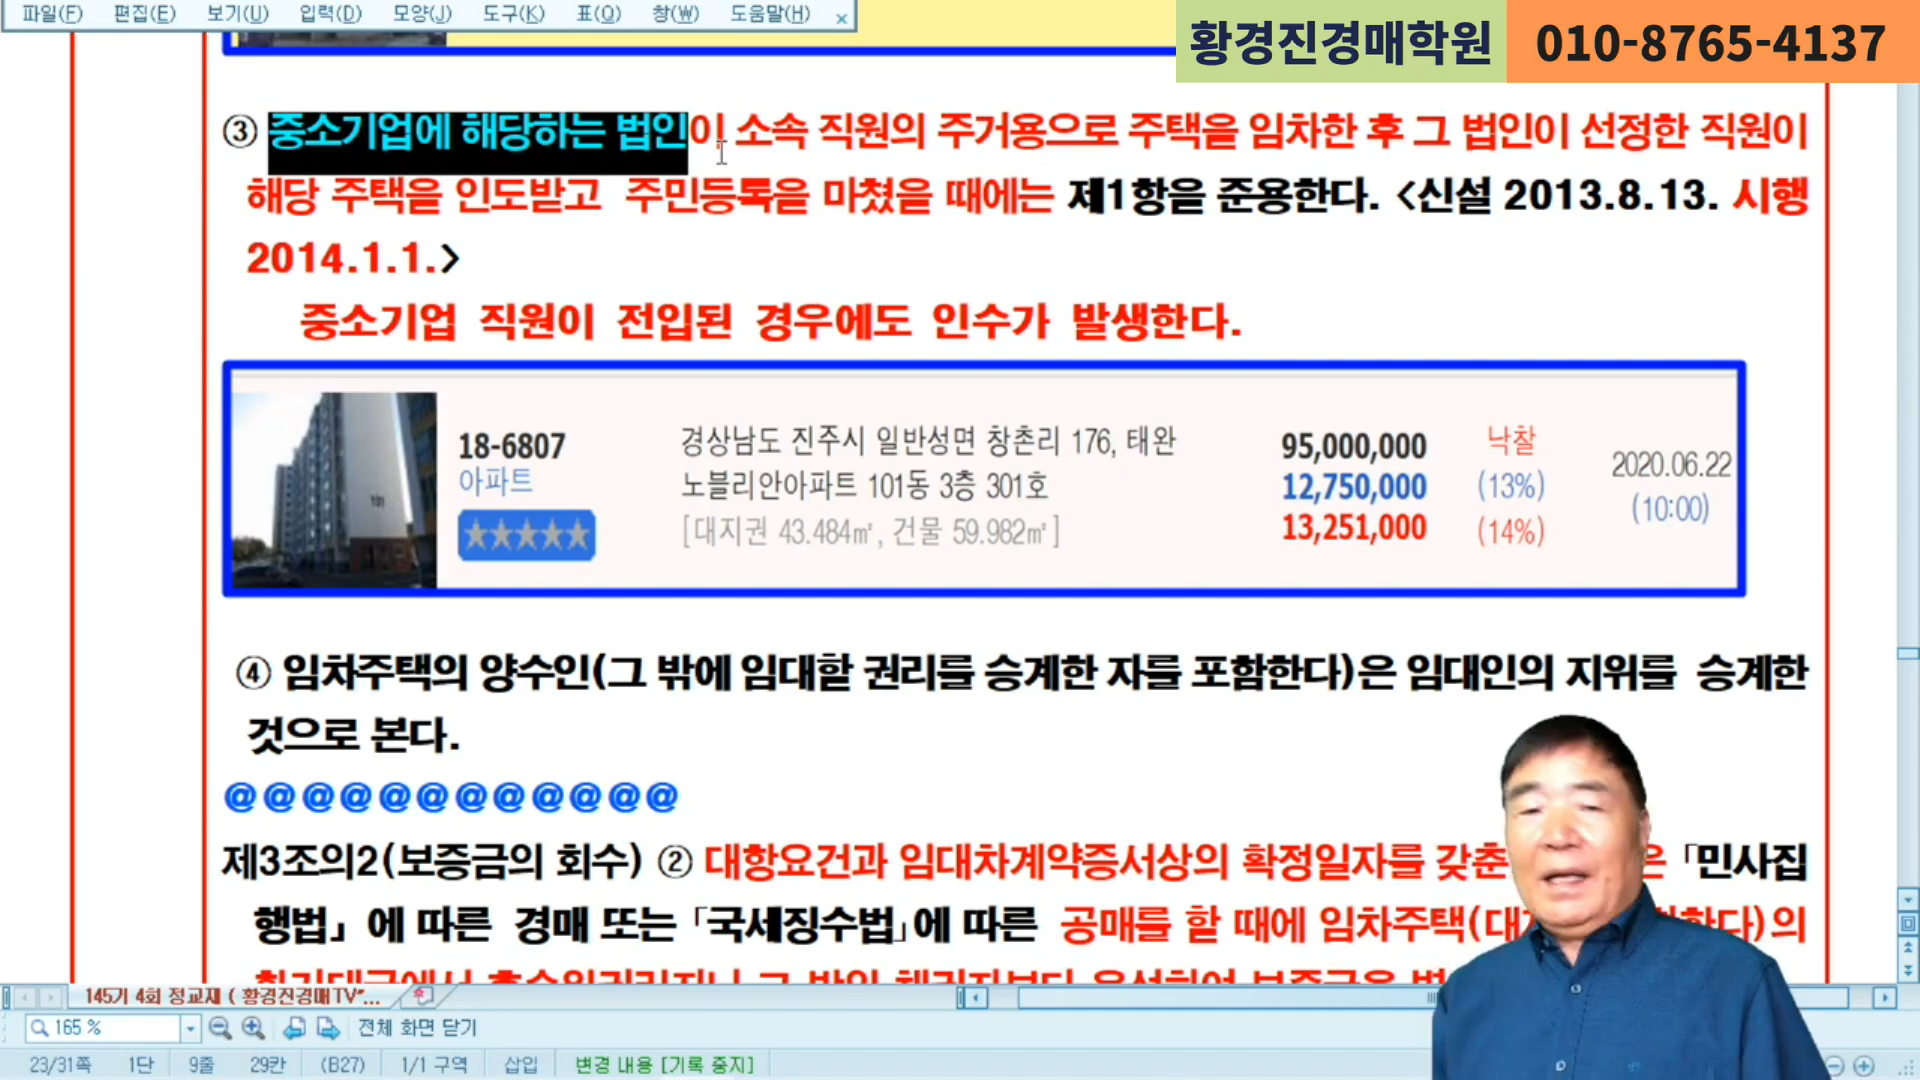 파일(F) 편집(E) 보기(U) 입력(D) 모양(J) 도구(K) 표(Q) 창(W) 도움말(H)
황경진경매학원 010-8765-4137
③ 중소기업에 해당하는 법인이 소속 직원의 주거용으로 주택을 임차한 후 그 법인이 선정한 직원이
해당 주택을 인도받고 주민등록을 마쳤을 때에는 제1항을 준용한다. <신설 2013.8.13. 시행
2014.1.1.>
중소기업 직원이 전입된 경우에도 인수가 발생한다.
18-6807
아파트
★★★★★
경상남도 진주시 일반성면 창촌리 176, 태완
노블리안아파트 101동 3층 301호
[대지권 43.484㎡, 건물 59.982㎡]
95,000,000
12,750,000
13,251,000
낙찰
(13%)
(14%)
2020.06.22
(10:00)
④ 임차주택의 양수인(그 밖에 임대할 권리를 승계한 자를 포함한다)은 임대인의 지위를 승계한
것으로 본다.
@@@@@@@@@@@@
제3조의2(보증금의 회수) ② 대항요건과 임대차계약증서상의 확정일자를 갖춘 은 「민사집
행법」에 따른 경매 또는 「국세징수법」에 따른 공매를 할 때에 임차주택(대 한다)의
145기 4회 정교재 ( 황경진경매TV*...
165 % 전체 화면 닫기
23/31쪽 1단 9줄 29칸 (B27) 1/1 구역 삽입 변경 내용 [기록 중지]